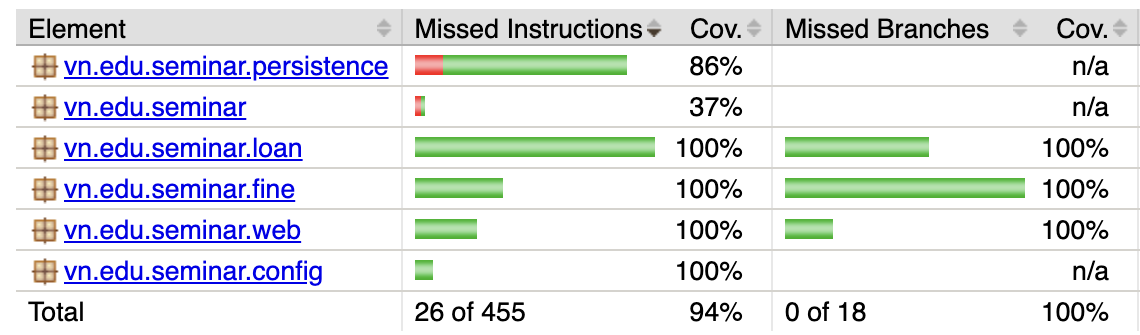 Element Missed Instructions Cov. Missed Branches Cov.
vn.edu.seminar.persistence 86% n/a
vn.edu.seminar 37% n/a
vn.edu.seminar.loan 100% 100%
vn.edu.seminar.fine 100% 100%
vn.edu.seminar.web 100% 100%
vn.edu.seminar.config 100% n/a
Total 26 of 455 94% 0 of 18 100%